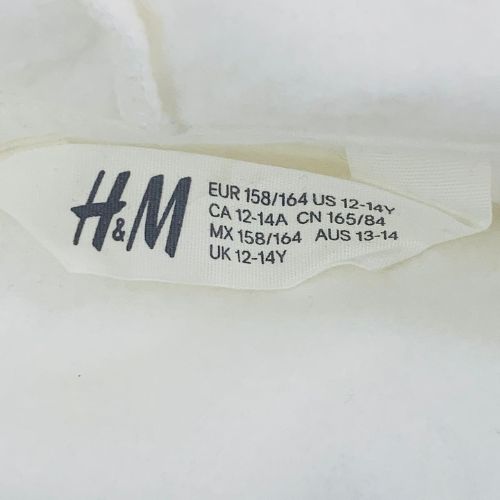 H&M
EUR 158/164 US 12-14Y
CA 12-14A CN 165/84
MX 158/164 AUS 13-14
UK 12-14Y